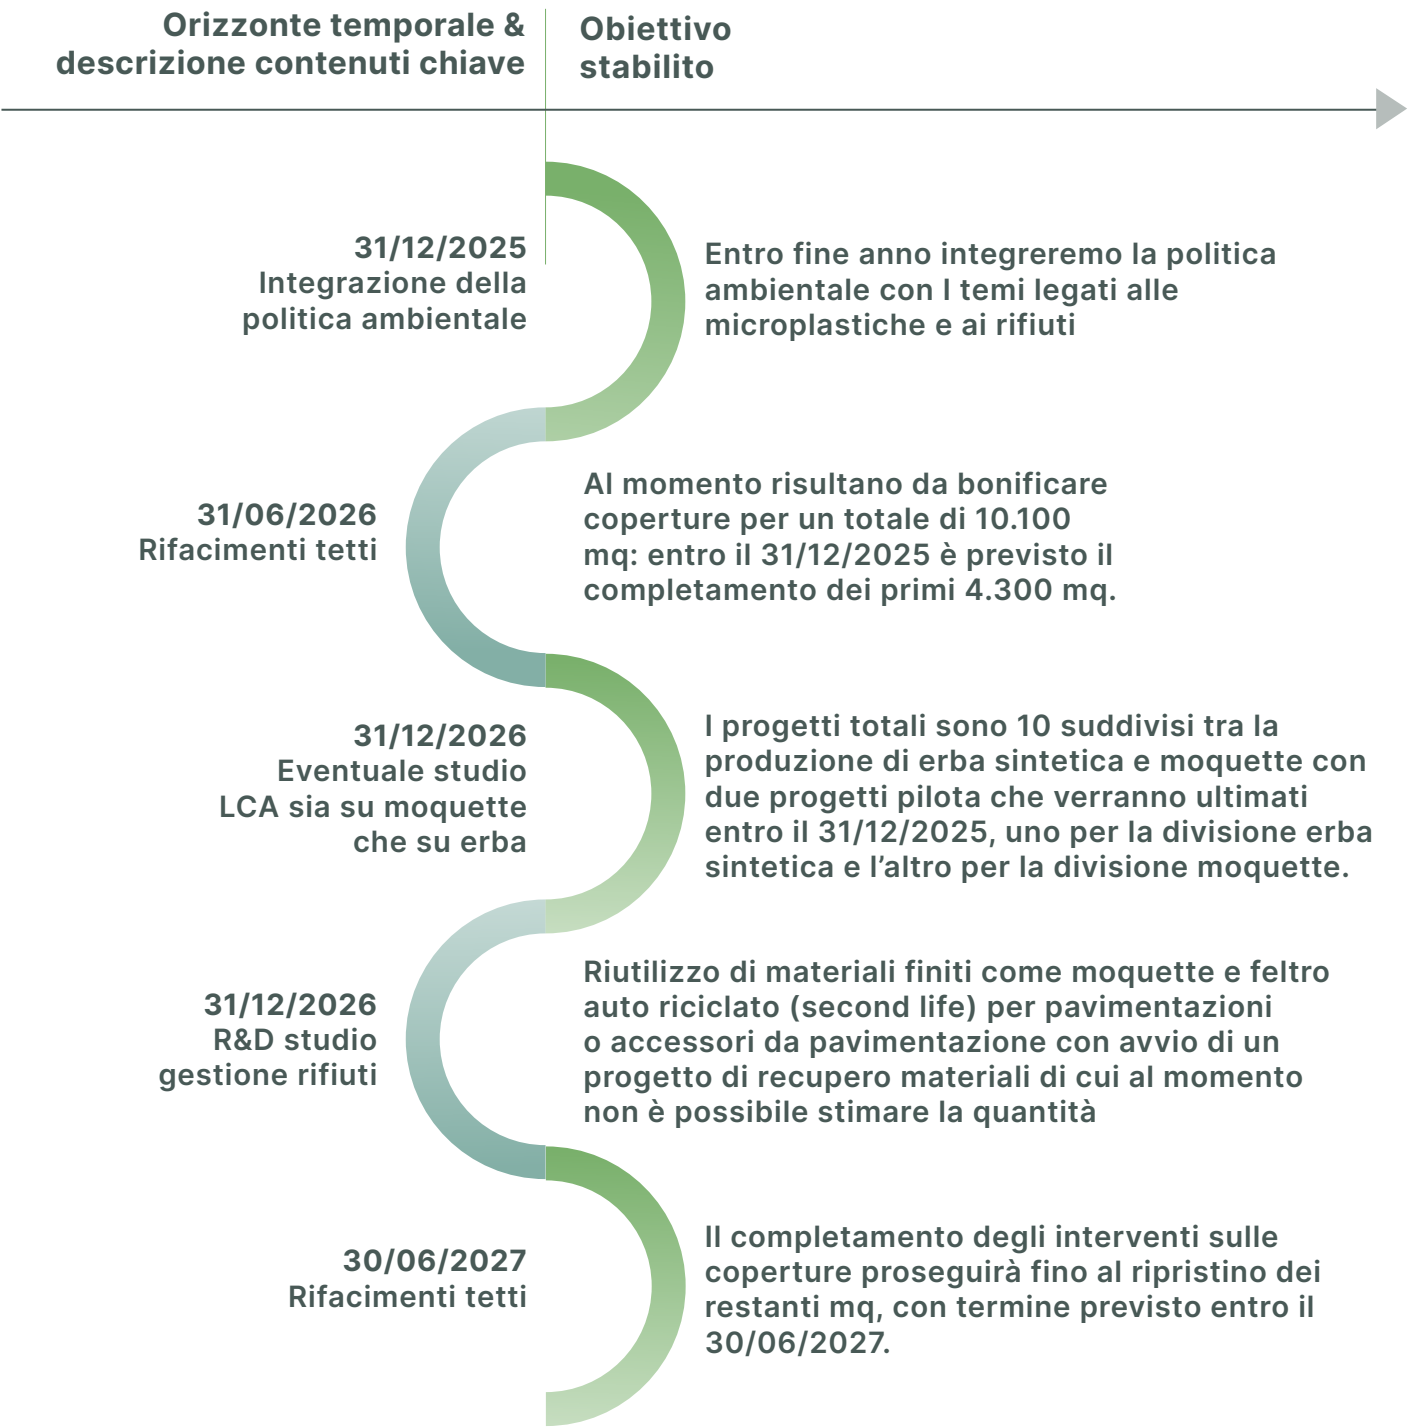 Orizzonte temporale &
descrizione contenuti chiave
Obiettivo
stabilito
31/12/2025
Integrazione della
politica ambientale
Entro fine anno integreremo la politica
ambientale con I temi legati alle
microplastiche e ai rifiuti
31/06/2026
Rifacimenti tetti
Al momento risultano da bonificare
coperture per un totale di 10.100
mq: entro il 31/12/2025 è previsto il
completamento dei primi 4.300 mq.
31/12/2026
Eventuale studio
LCA sia su moquette
che su erba
I progetti totali sono 10 suddivisi tra la
produzione di erba sintetica e moquette con
due progetti pilota che verranno ultimati
entro il 31/12/2025, uno per la divisione erba
sintetica e l’altro per la divisione moquette.
31/12/2026
R&D studio
gestione rifiuti
Riutilizzo di materiali finiti come moquette e feltro
auto riciclato (second life) per pavimentazioni
o accessori da pavimentazione con avvio di un
progetto di recupero materiali di cui al momento
non è possibile stimare la quantità
30/06/2027
Rifacimenti tetti
Il completamento degli interventi sulle
coperture proseguirà fino al ripristino dei
restanti mq, con termine previsto entro il
30/06/2027.